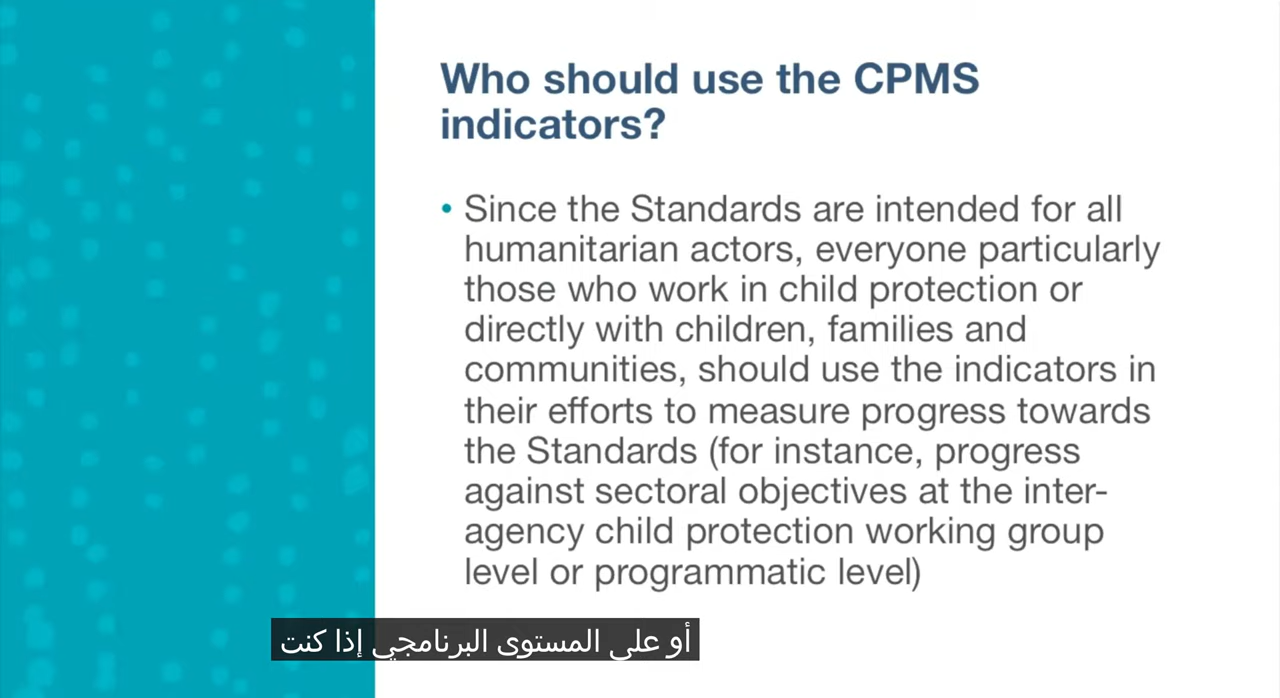 Who should use the CPMS
indicators?
• Since the Standards are intended for all
humanitarian actors, everyone particularly
those who work in child protection or
directly with children, families and
communities, should use the indicators in
their efforts to measure progress towards
the Standards (for instance, progress
against sectoral objectives at the inter-
agency child protection working group
level or programmatic level)
أو على المستوى البرنامجي إذا كنت